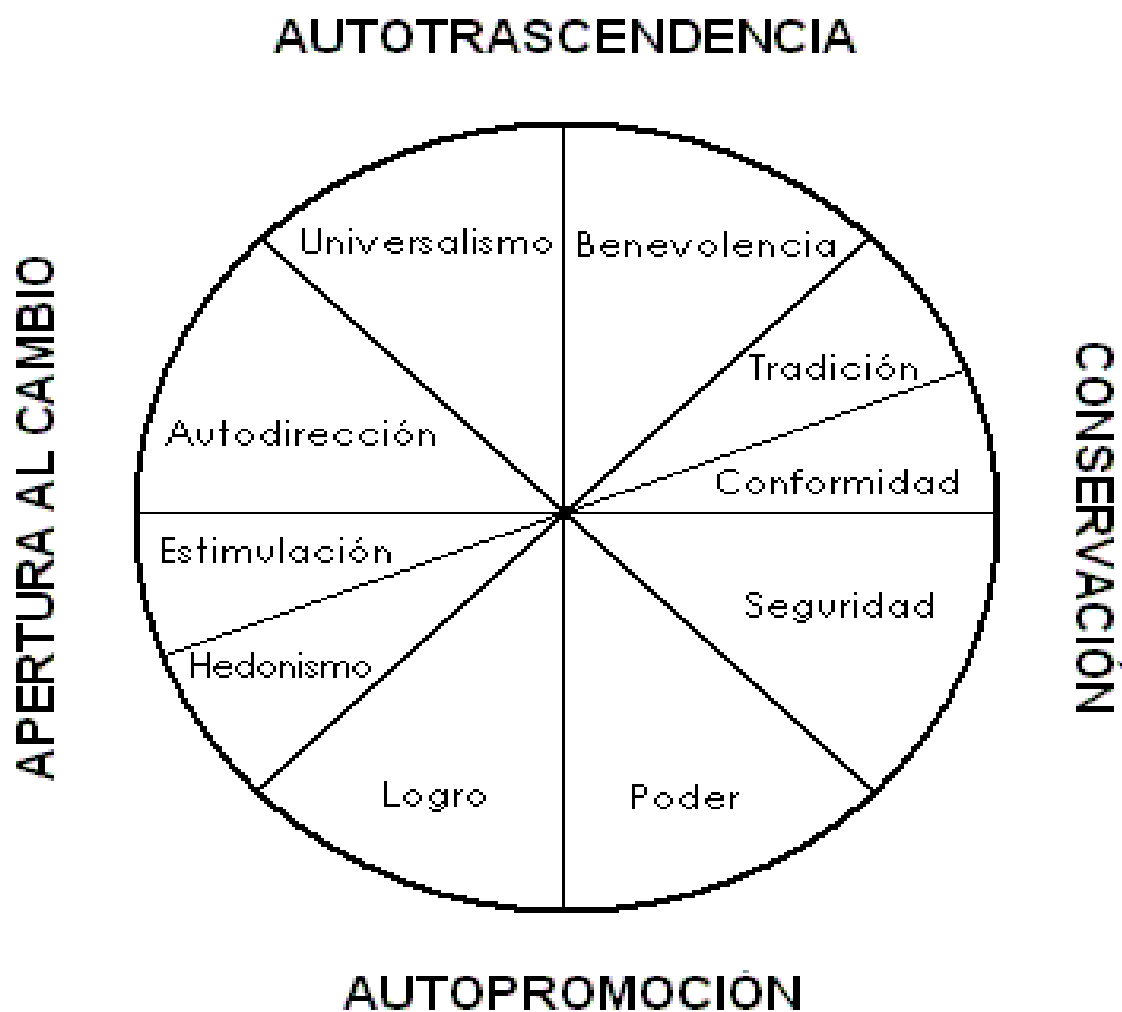 AUTOTRASCENDENCIA
Universalismo
Benevolencia
APERTURA AL CAMBIO
Tradición
Autodirección
Conformidad
CONSERVACIÓN
Estimulación
Seguridad
Hedonismo
Logro
Poder
AUTOPROMOCIÓN